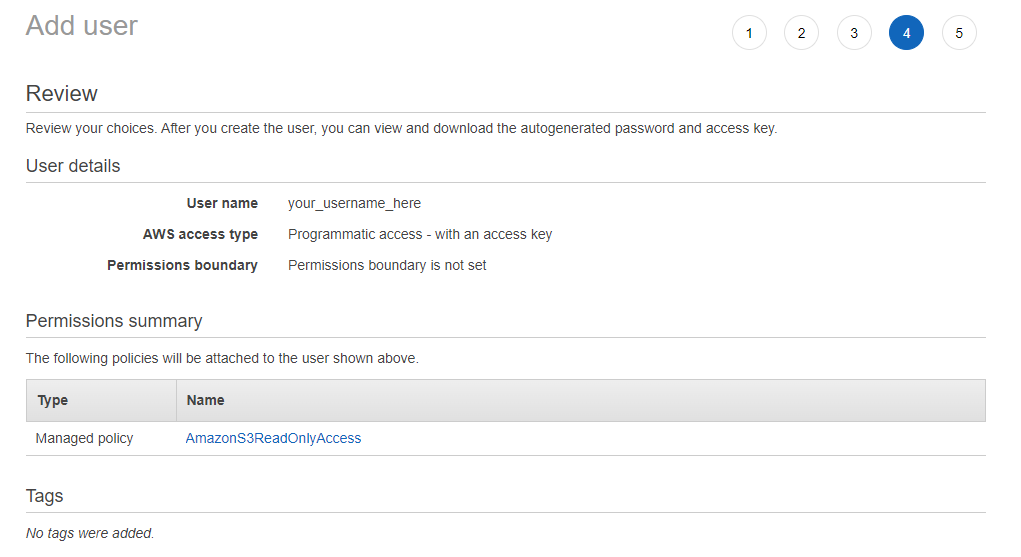 Add user
1 2 3 4 5
Review
Review your choices. After you create the user, you can view and download the autogenerated password and access key.
User details
User name your_username_here
AWS access type Programmatic access - with an access key
Permissions boundary Permissions boundary is not set
Permissions summary
The following policies will be attached to the user shown above.
Type Name
Managed policy AmazonS3ReadOnlyAccess
Tags
No tags were added.